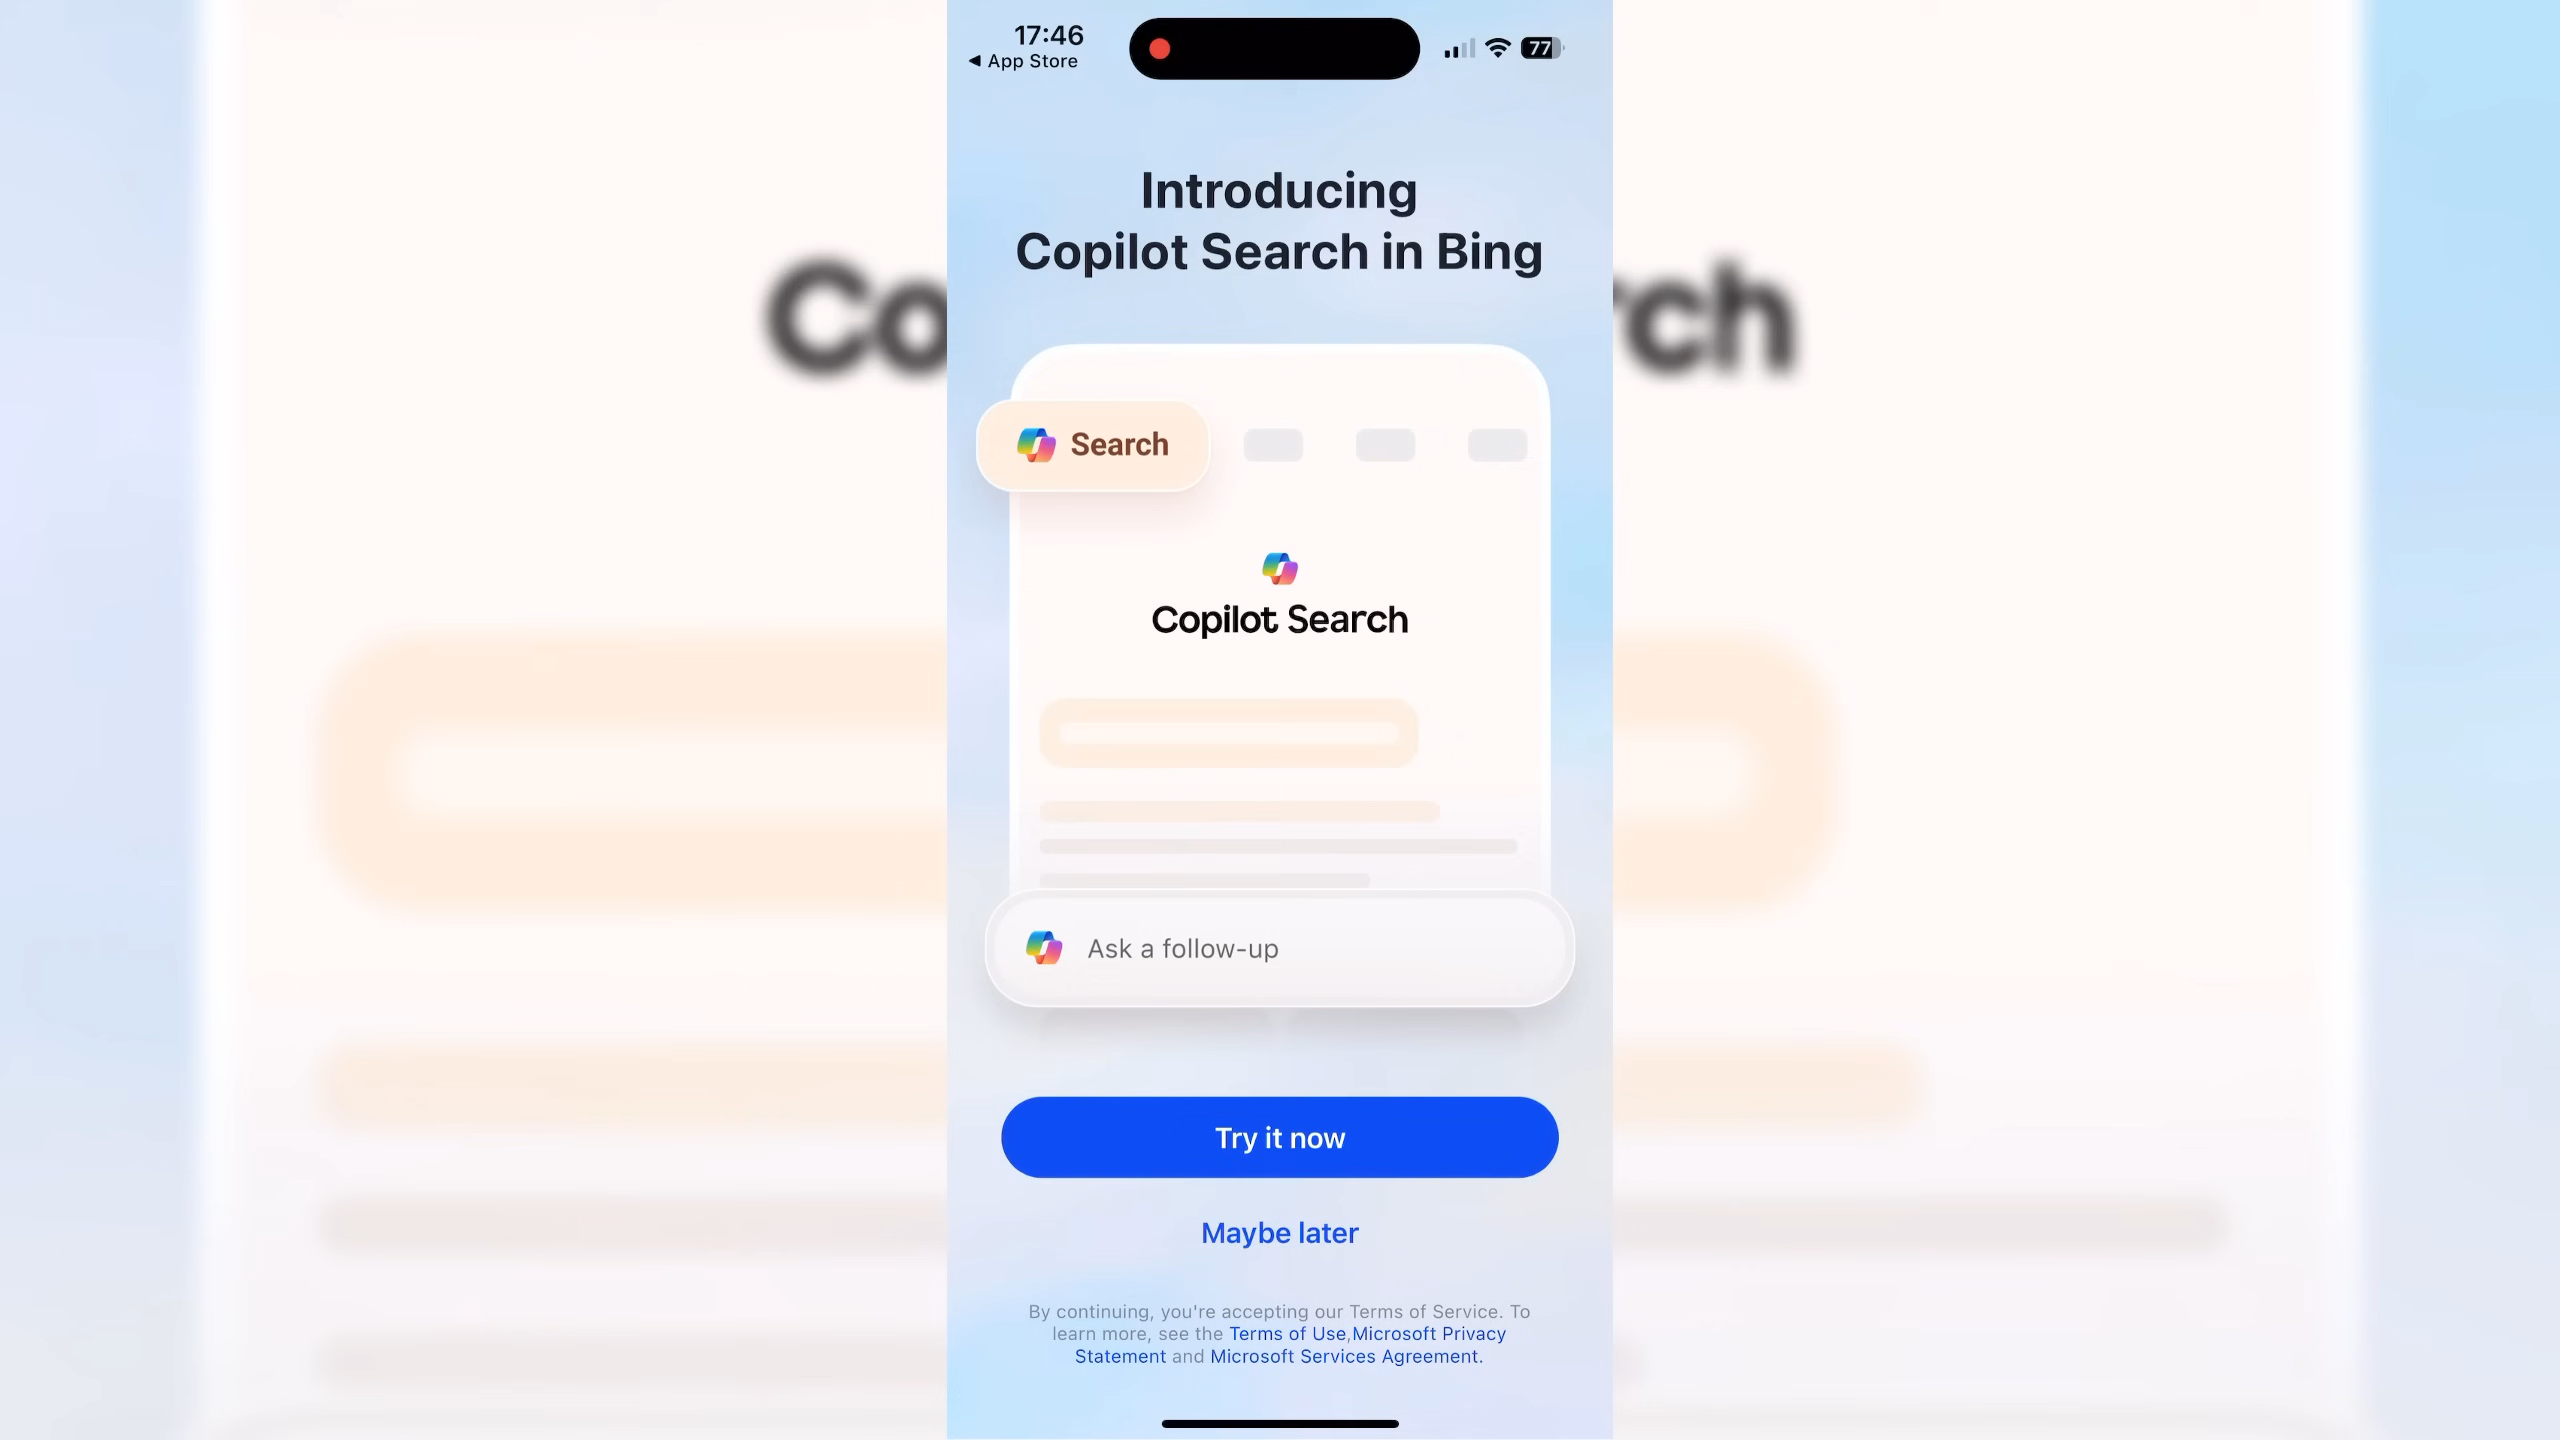 17:46
◀ App Store
77
Introducing
Copilot Search in Bing
Co
rch
Search
Copilot Search
Ask a follow-up
Try it now
Maybe later
By continuing, you're accepting our Terms of Service. To
learn more, see the Terms of Use,Microsoft Privacy
Statement and Microsoft Services Agreement.